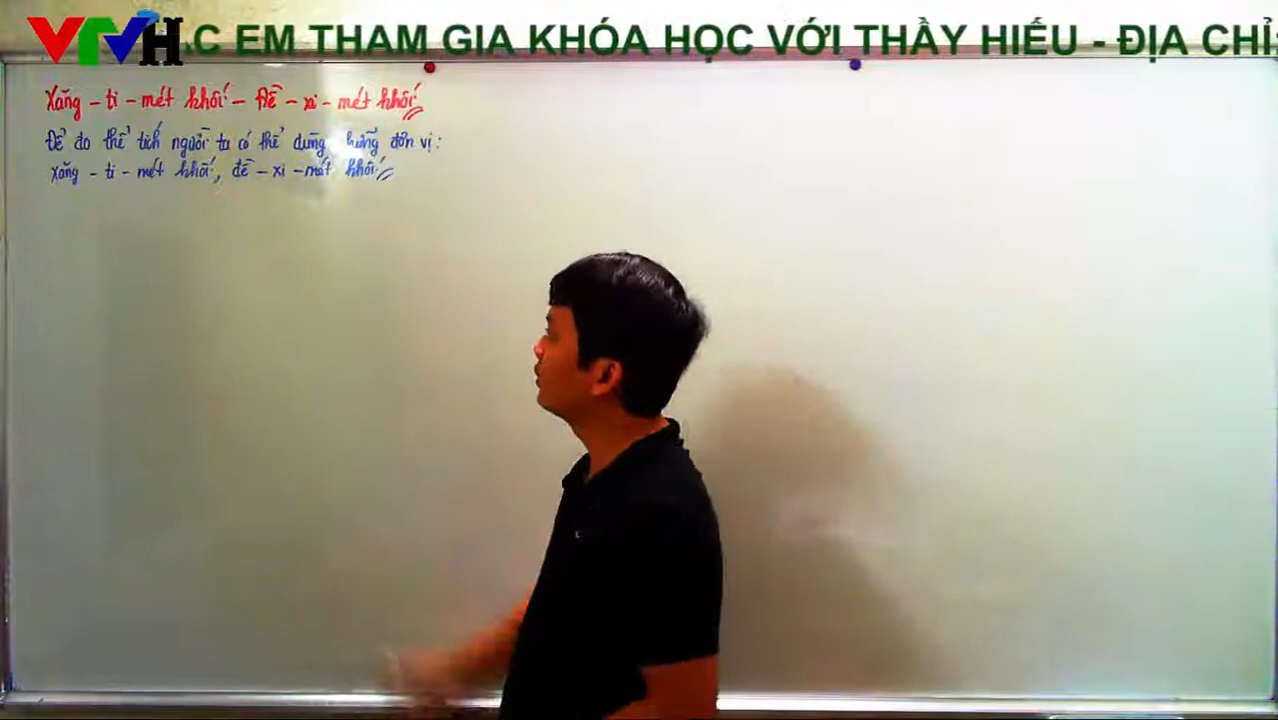 VTVH
ÁC EM THAM GIA KHÓA HỌC VỚI THẦY HIẾU - ĐỊA CHỈ:
Xăng - ti - mét khối - Đề - xi - mét khối
Để đo thể tích người ta có thể dùng những đơn vị:
xăng - ti - mét khối, đề - xi - mét khối